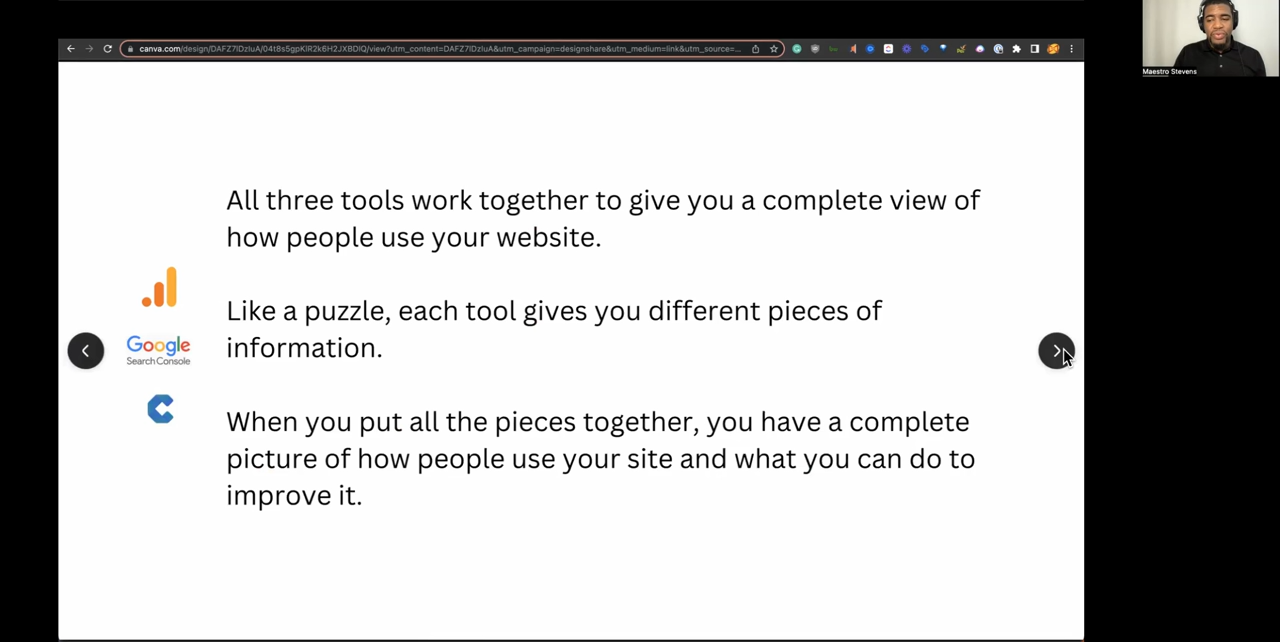 canva.com/design/DAFZ7IDzluA/04t8s5gpKlR2k6H2JXBDIQ/view?utm_content=DAFZ7IDzluA&utm_campaign=designshare&utm_medium=link&utm_source=...
Maestro Stevens
All three tools work together to give you a complete view of
how people use your website.
Like a puzzle, each tool gives you different pieces of
information.
Google
Search Console
When you put all the pieces together, you have a complete
picture of how people use your site and what you can do to
improve it.